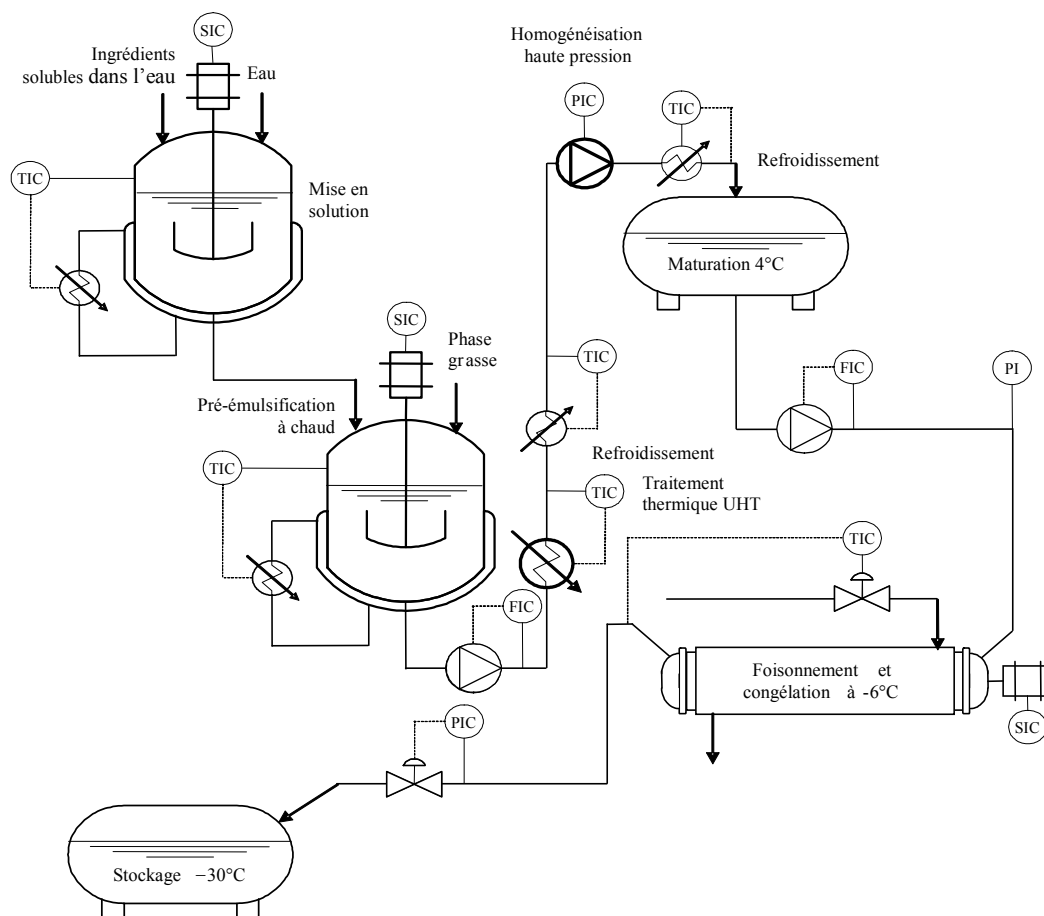 SIC
Ingrédients
solubles dans l'eau
Eau
TIC
Mise en
solution
Homogénéisation
haute pression
PIC
TIC
Refroidissement
Maturation 4°C
SIC
Phase
grasse
Pré-émulsification
à chaud
TIC
TIC
FIC
PI
Refroidissement
TIC
Traitement
thermique UHT
FIC
TIC
Foisonnement et
congélation à -6°C
SIC
PIC
Stockage −30°C